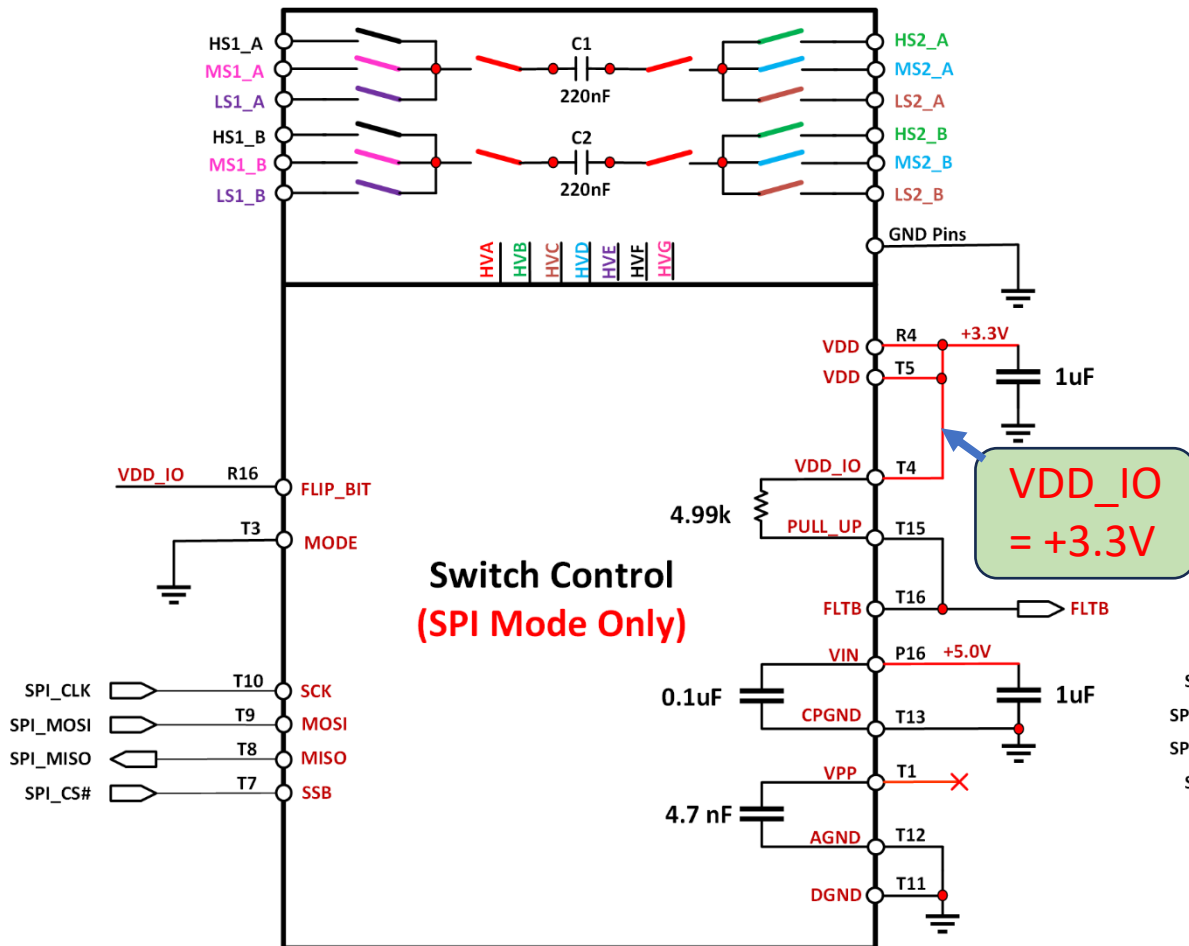 HS1_A
MS1_A
LS1_A
HS1_B
MS1_B
LS1_B
C1
220nF
C2
220nF
HS2_A
MS2_A
LS2_A
HS2_B
MS2_B
LS2_B
GND Pins
HVA
HVB
HVC
HVD
HVE
HVF
HVG
VDD R4 +3.3V
VDD T5
1uF
VDD_IO T4
4.99k
PULL_UP T15
VDD_IO
= +3.3V
VDD_IO R16 FLIP_BIT
T3 MODE
Switch Control
(SPI Mode Only)
FLTB T16 FLTB
VIN P16 +5.0V
0.1uF
1uF
CPGND T13
SPI_CLK T10 SCK
SPI_MOSI T9 MOSI
SPI_MISO T8 MISO
SPI_CS# T7 SSB
VPP T1
4.7 nF
AGND T12
DGND T11
S
SP
SP
S